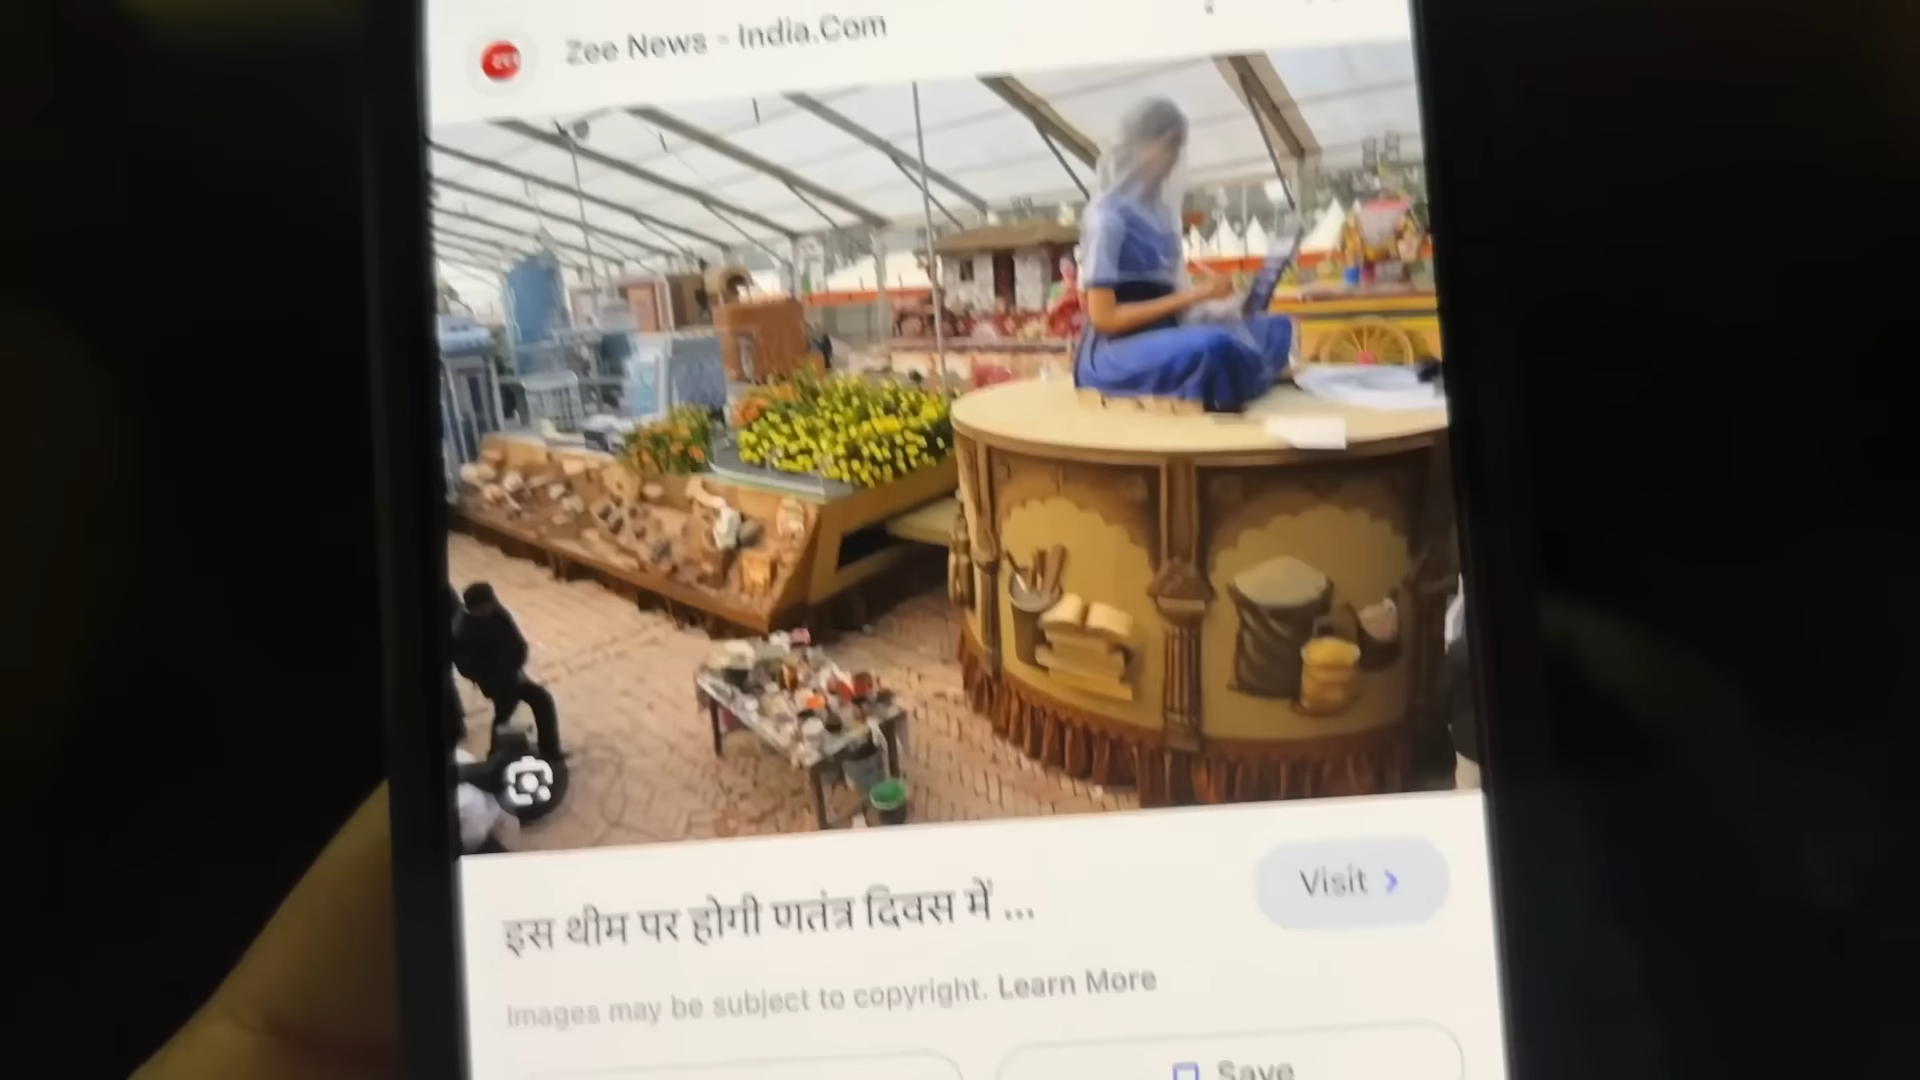 Zee News - India.Com
इस थीम पर होगी णतंत्र दिवस में ...
Visit >
Images may be subject to copyright. Learn More
Save